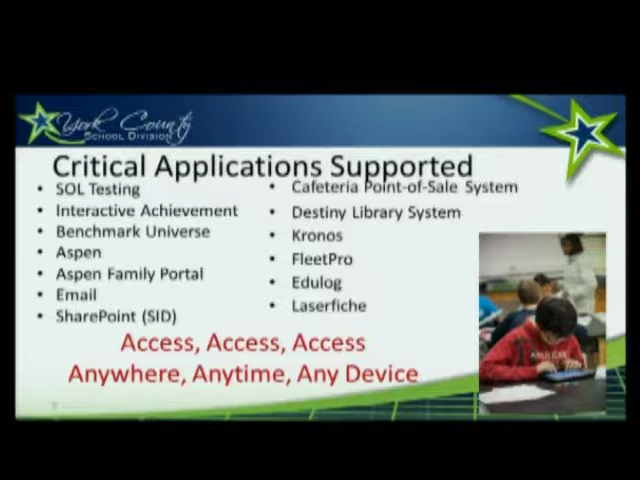 York County
SCHOOL DIVISION
Critical Applications Supported
• SOL Testing
• Interactive Achievement
• Benchmark Universe
• Aspen
• Aspen Family Portal
• Email
• SharePoint (SID)
• Cafeteria Point-of-Sale System
• Destiny Library System
• Kronos
• FleetPro
• Edulog
• Laserfiche
Access, Access, Access
Anywhere, Anytime, Any Device